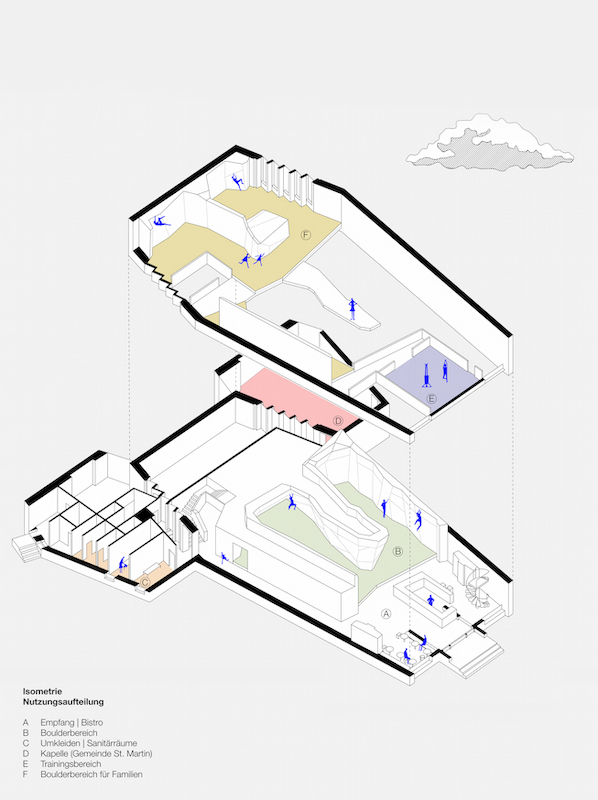 F
E
D
B
A
C
Isometrie
Nutzungsaufteilung
A Empfang | Bistro
B Boulderbereich
C Umkleiden | Sanitärräume
D Kapelle (Gemeinde St. Martin)
E Trainingsbereich
F Boulderbereich für Familien